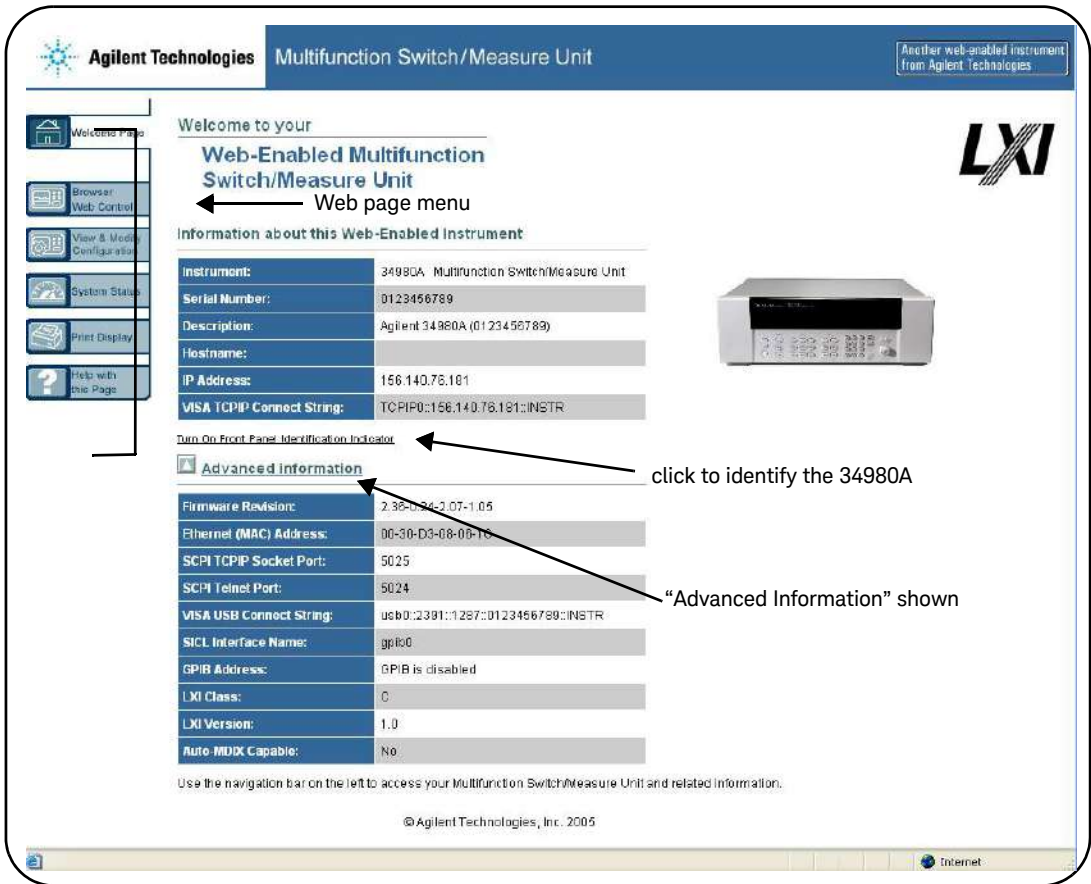 Agilent Technologies
Multifunction Switch/Measure Unit
Another web-enabled instrument
from Agilent Technologies
Welcome Page
Browser
Web Control
View & Modify
Configuration
System Status
Print Display
Help with
this Page
Welcome to your
Web-Enabled Multifunction
Switch/Measure Unit
LXI
Web page menu
Information about this Web-Enabled Instrument
Instrument: 34980A Multifunction Switch/Measure Unit
Serial Number: 0123456789
Description: Agilent 34980A (0123456789)
Hostname:
IP Address: 156.140.76.181
VISA TCPIP Connect String: TCPIP0::156.140.76.181::INSTR
Turn On Front Panel Identification Indicator
click to identify the 34980A
Advanced information
Firmware Revision:
Ethernet (MAC) Address:
SCPI TCPIP Socket Port: 5025
SCPI Telnet Port: 5024
"Advanced Information" shown
VISA USB Connect String: usb0::2391::1287::0123456789::INSTR
SICL Interface Name: gpib0
GPIB Address: GPIB is disabled
LXI Class: C
LXI Version: 1.0
Auto-MDIX Capable: No
Use the navigation bar on the left to access your Multifunction Switch/Measure Unit and related information.
© Agilent Technologies, Inc. 2005
Internet